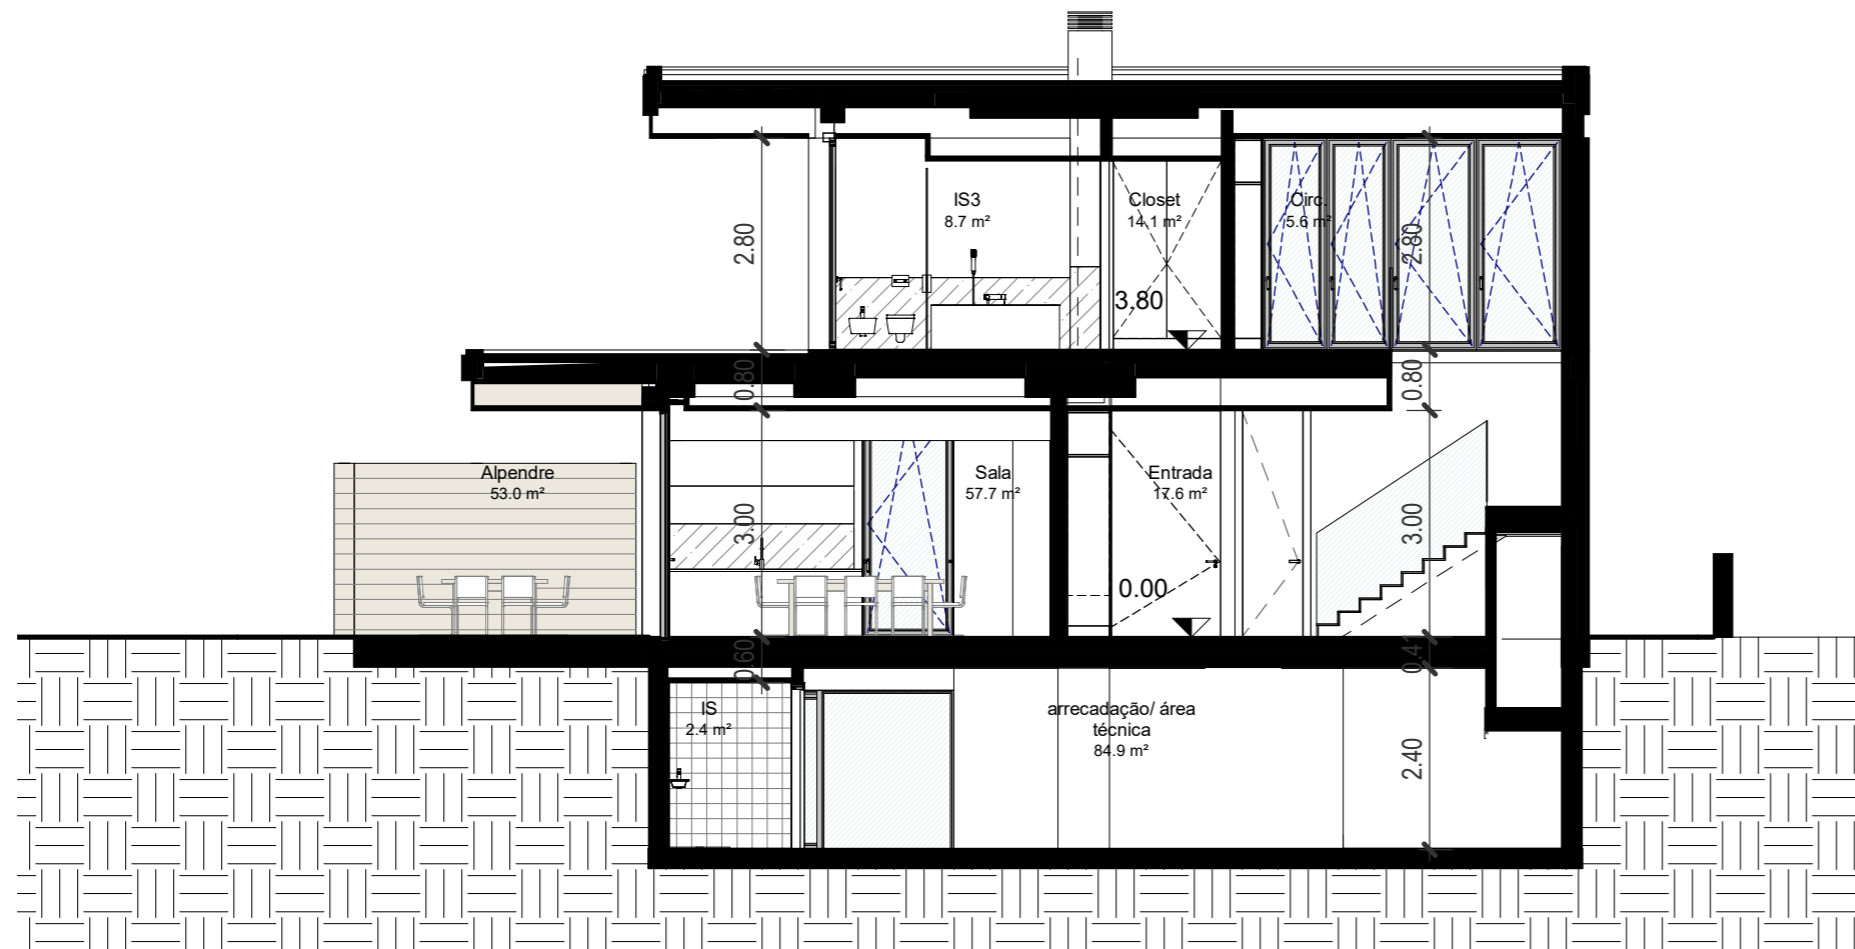 IS3
8.7 m²
Closet
14.1 m²
Circ.
5.6 m²
2.80
2.80
3.80
0.80
0.80
Alpendre
53.0 m²
Sala
57.7 m²
Entrada
17.6 m²
3.00
3.00
0.00
0.60
0.41
IS
2.4 m²
arrecadação/ área
técnica
84.9 m²
2.40